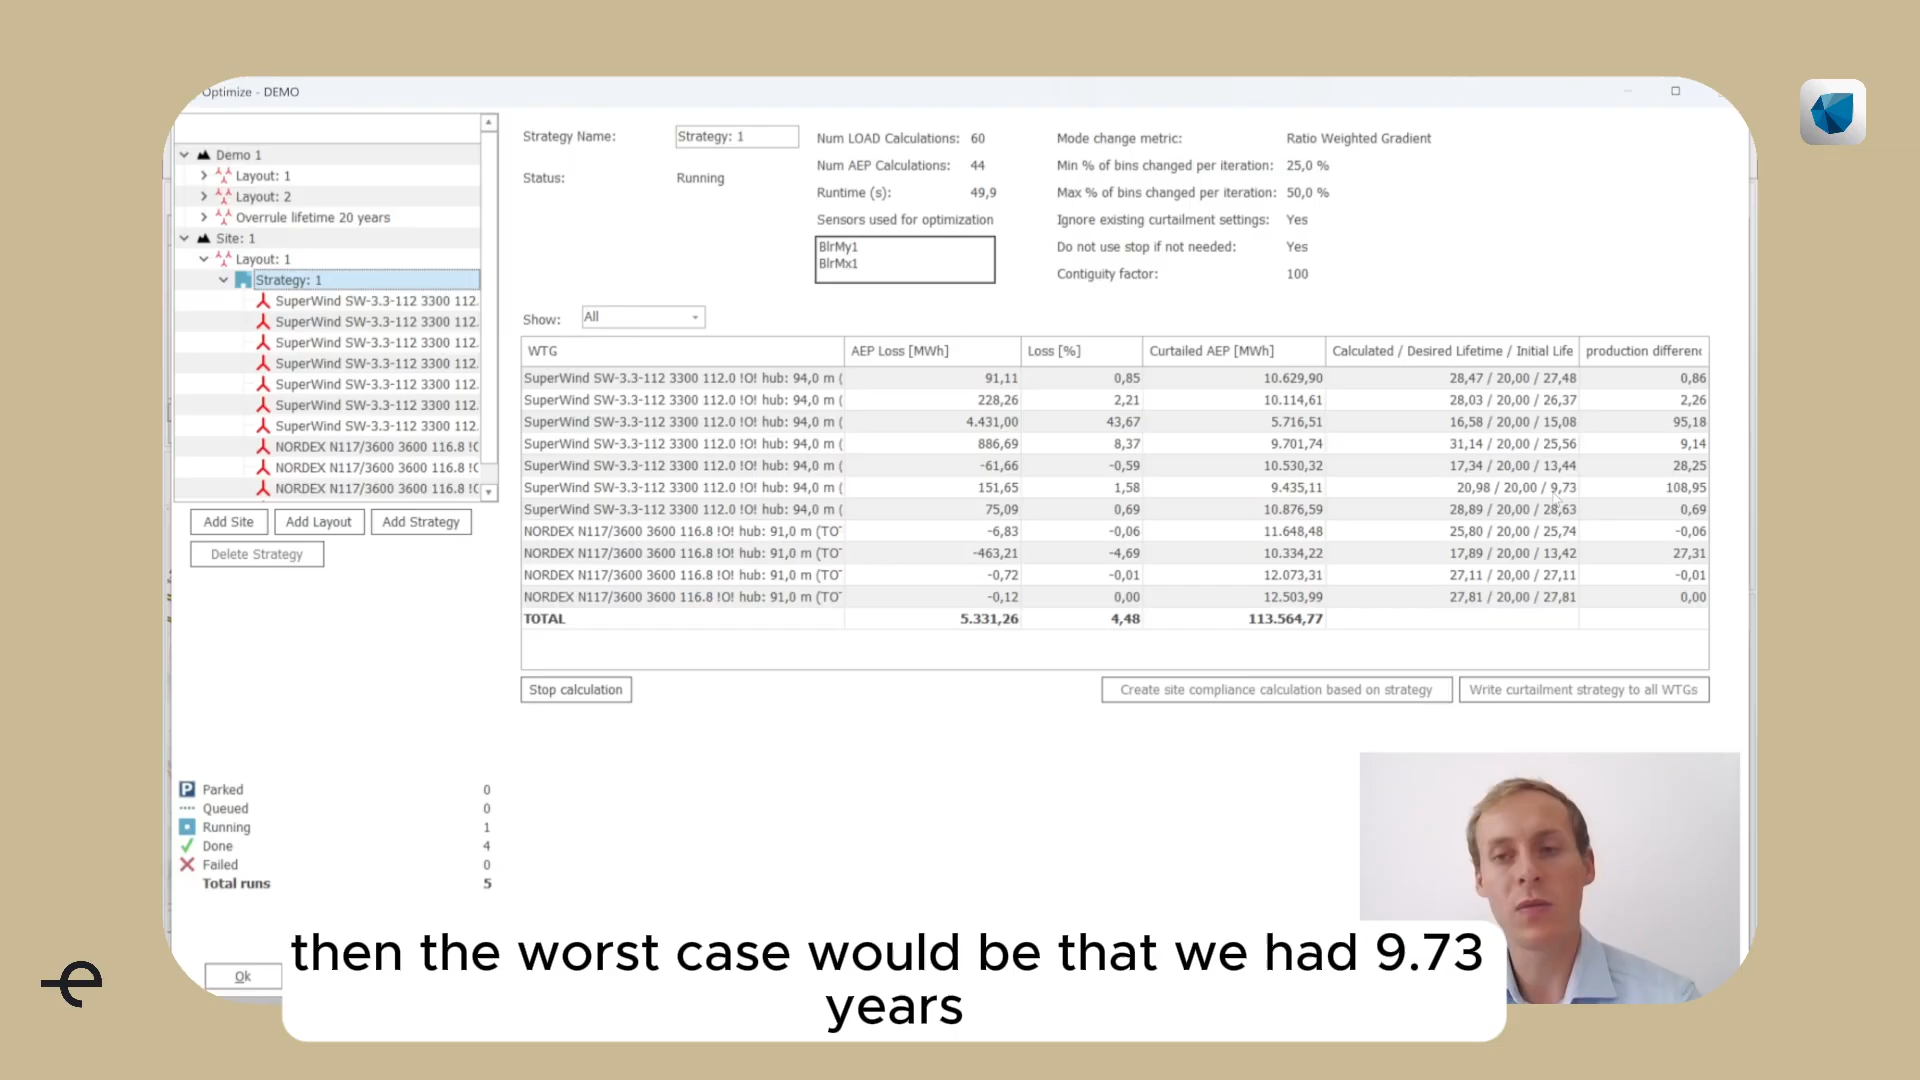 Optimize - DEMO
Demo 1
Layout: 1
Layout: 2
Overrule lifetime 20 years
Site: 1
Layout: 1
Strategy: 1
SuperWind SW-3.3-112 3300 112.
SuperWind SW-3.3-112 3300 112.
SuperWind SW-3.3-112 3300 112.
SuperWind SW-3.3-112 3300 112.
SuperWind SW-3.3-112 3300 112.
SuperWind SW-3.3-112 3300 112.
SuperWind SW-3.3-112 3300 112.
NORDEX N117/3600 3600 116.8 !O
NORDEX N117/3600 3600 116.8 !O
NORDEX N117/3600 3600 116.8 !O
Add Site Add Layout Add Strategy
Delete Strategy
Parked 0
Queued 0
Running 1
Done 4
Failed 0
Total runs 5
Ok
Strategy Name: Strategy: 1
Status: Running
Num LOAD Calculations: 60
Num AEP Calculations: 44
Runtime (s): 49,9
Sensors used for optimization
BlrMy1
BlrMx1
Mode change metric: Ratio Weighted Gradient
Min % of bins changed per iteration: 25,0 %
Max % of bins changed per iteration: 50,0 %
Ignore existing curtailment settings: Yes
Do not use stop if not needed: Yes
Contiguity factor: 100
Show: All
WTG AEP Loss [MWh] Loss [%] Curtailed AEP [MWh] Calculated / Desired Lifetime / Initial Life production differenc
SuperWind SW-3.3-112 3300 112.0 !O! hub: 94,0 m ( 91,11 0,85 10.629,90 28,47 / 20,00 / 27,48 0,86
SuperWind SW-3.3-112 3300 112.0 !O! hub: 94,0 m ( 228,26 2,21 10.114,61 28,03 / 20,00 / 26,37 2,26
SuperWind SW-3.3-112 3300 112.0 !O! hub: 94,0 m ( 4.431,00 43,67 5.716,51 16,58 / 20,00 / 15,08 95,18
SuperWind SW-3.3-112 3300 112.0 !O! hub: 94,0 m ( 886,69 8,37 9.701,74 31,14 / 20,00 / 25,56 9,14
SuperWind SW-3.3-112 3300 112.0 !O! hub: 94,0 m ( -61,66 -0,59 10.530,32 17,34 / 20,00 / 13,44 28,25
SuperWind SW-3.3-112 3300 112.0 !O! hub: 94,0 m ( 151,65 1,58 9.435,11 20,98 / 20,00 / 9,73 108,95
SuperWind SW-3.3-112 3300 112.0 !O! hub: 94,0 m ( 75,09 0,69 10.876,59 28,89 / 20,00 / 28,63 0,69
NORDEX N117/3600 3600 116.8 !O! hub: 91,0 m (TO -6,83 -0,06 11.648,48 25,80 / 20,00 / 25,74 -0,06
NORDEX N117/3600 3600 116.8 !O! hub: 91,0 m (TO -463,21 -4,69 10.334,22 17,89 / 20,00 / 13,42 27,31
NORDEX N117/3600 3600 116.8 !O! hub: 91,0 m (TO -0,72 -0,01 12.073,31 27,11 / 20,00 / 27,11 -0,01
NORDEX N117/3600 3600 116.8 !O! hub: 91,0 m (TO -0,12 0,00 12.503,99 27,81 / 20,00 / 27,81 0,00
TOTAL 5.331,26 4,48 113.564,77
Stop calculation Create site compliance calculation based on strategy Write curtailment strategy to all WTGs
then the worst case would be that we had 9.73
years